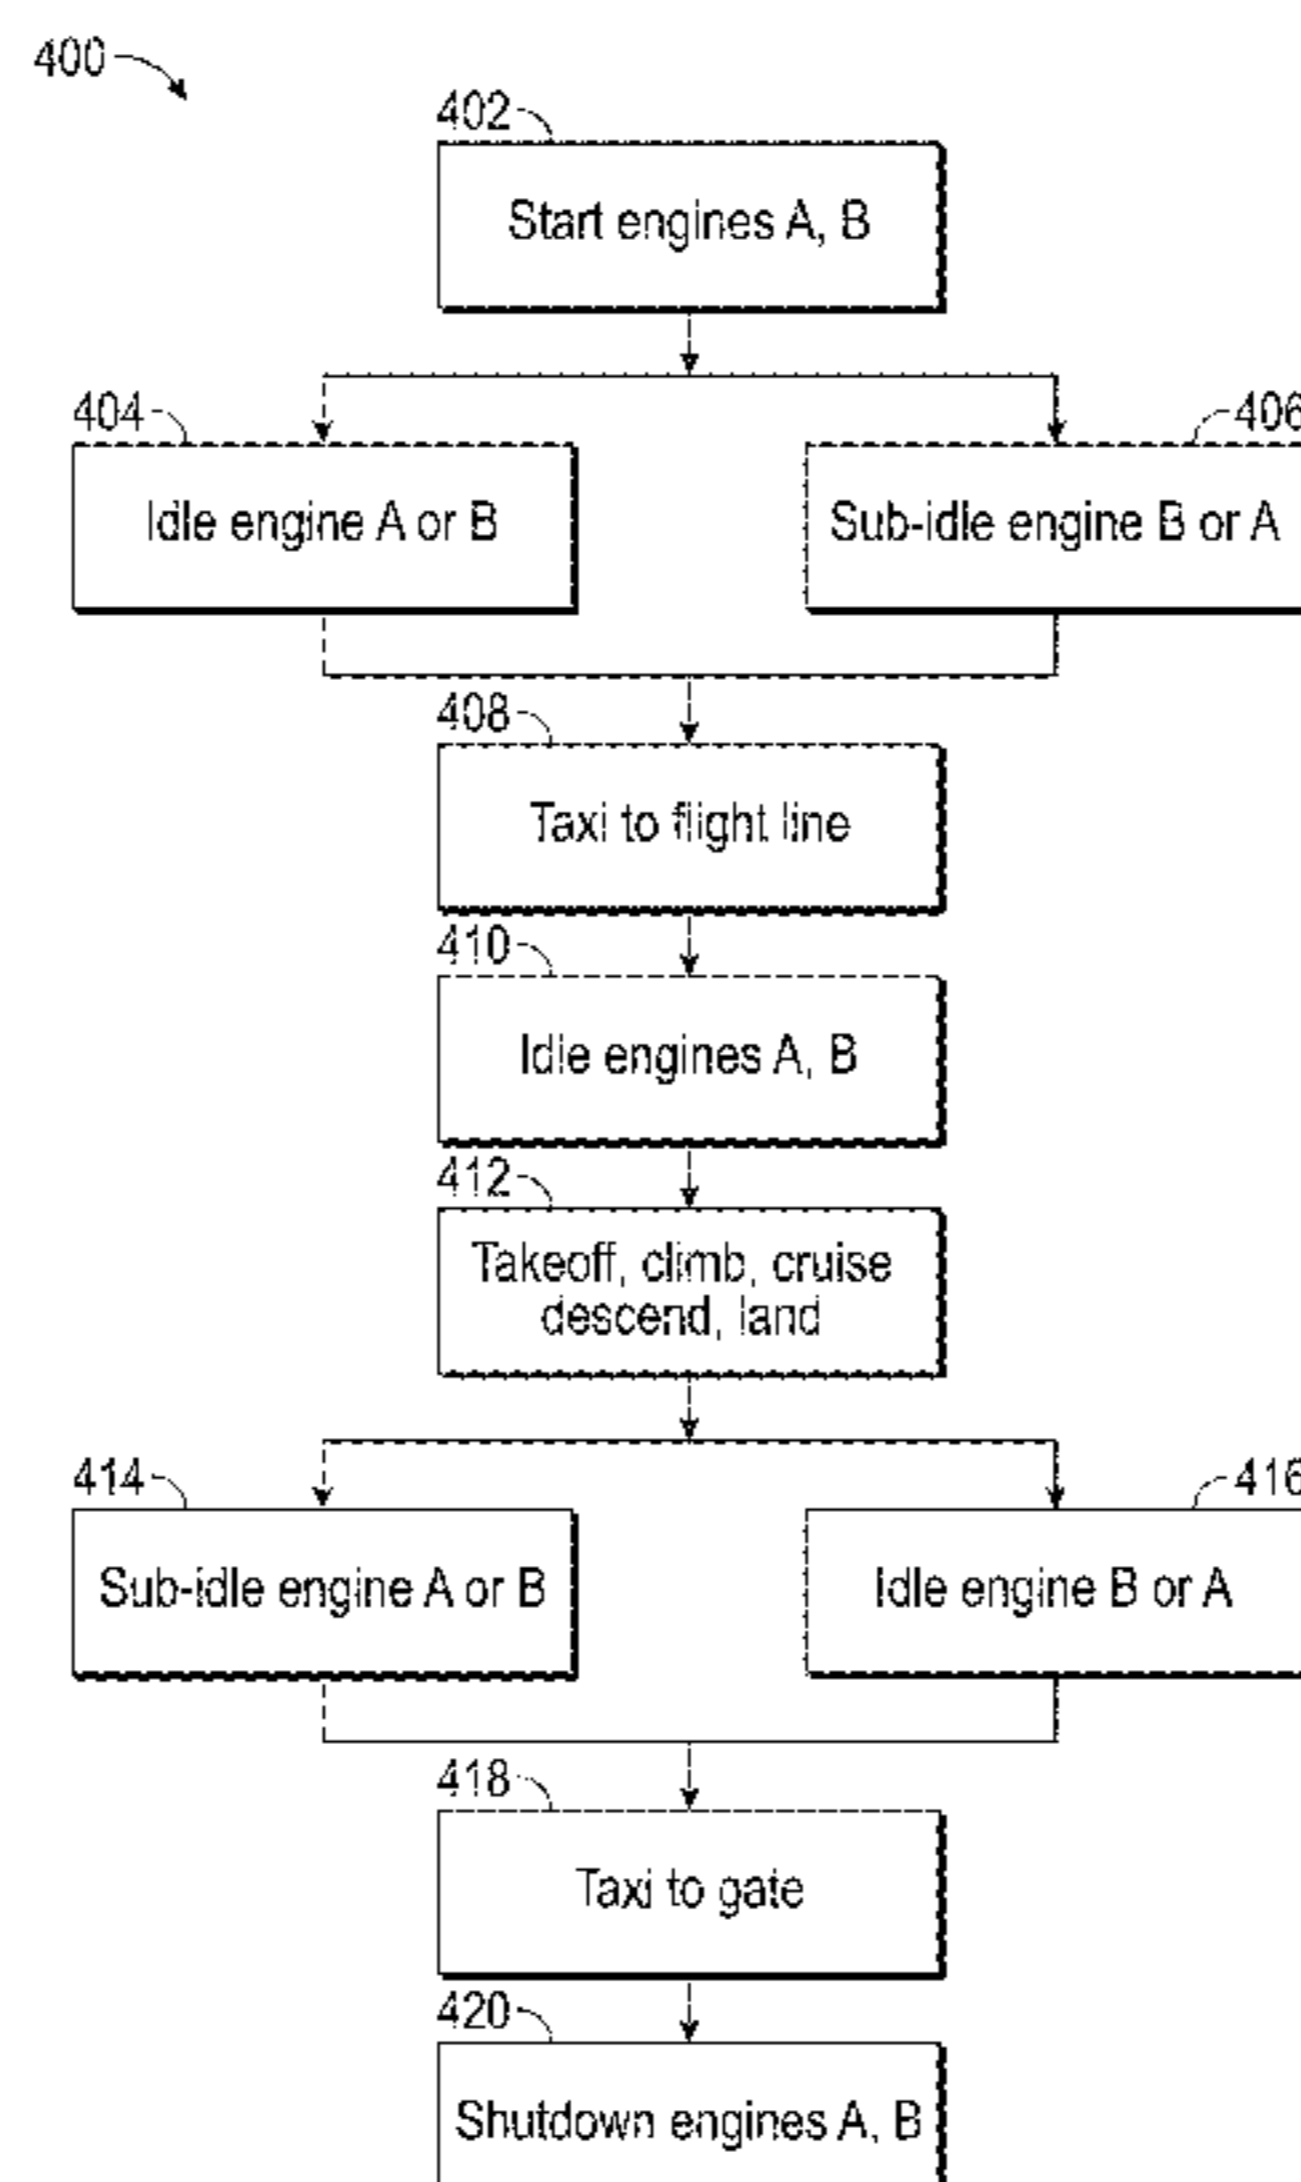 400
402
Start engines A, B
404
406
Idle engine A or B
Sub-idle engine B or A
408
Taxi to flight line
410
Idle engines A, B
412
Takeoff, climb, cruise
descend, land
414
416
Sub-idle engine A or B
Idle engine B or A
418
Taxi to gate
420
Shutdown engines A, B